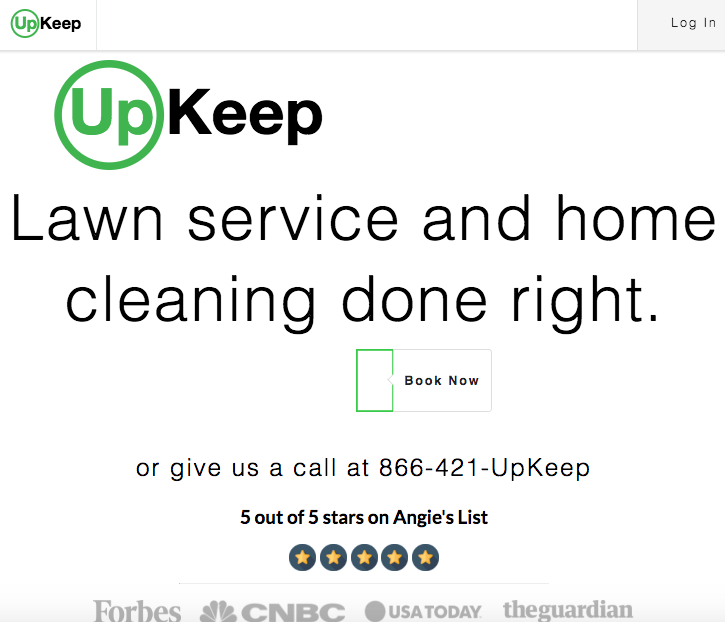 UpKeep
Log In
UpKeep
Lawn service and home
cleaning done right.
Book Now
or give us a call at 866-421-UpKeep
5 out of 5 stars on Angie's List
Forbes CNBC USA TODAY theguardian